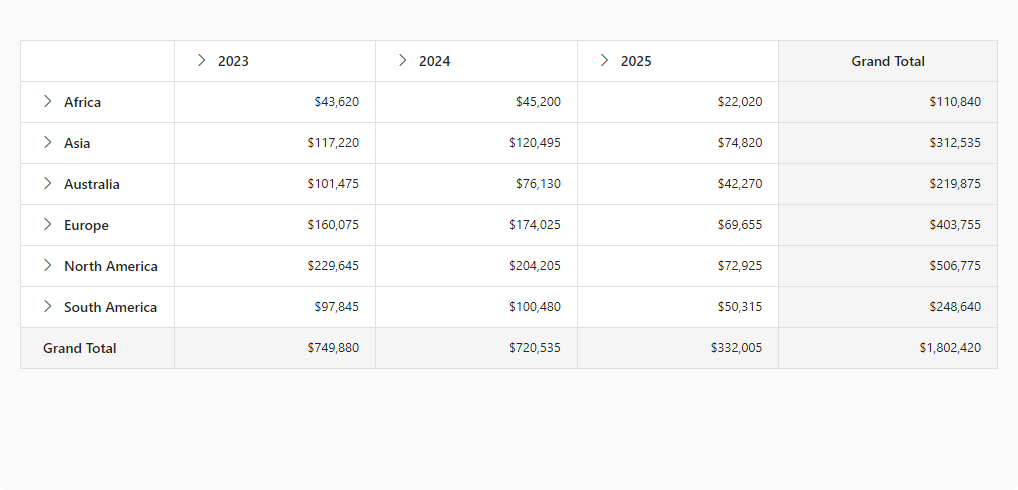 2023 2024 2025 Grand Total
Africa $43,620 $45,200 $22,020 $110,840
Asia $117,220 $120,495 $74,820 $312,535
Australia $101,475 $76,130 $42,270 $219,875
Europe $160,075 $174,025 $69,655 $403,755
North America $229,645 $204,205 $72,925 $506,775
South America $97,845 $100,480 $50,315 $248,640
Grand Total $749,880 $720,535 $332,005 $1,802,420